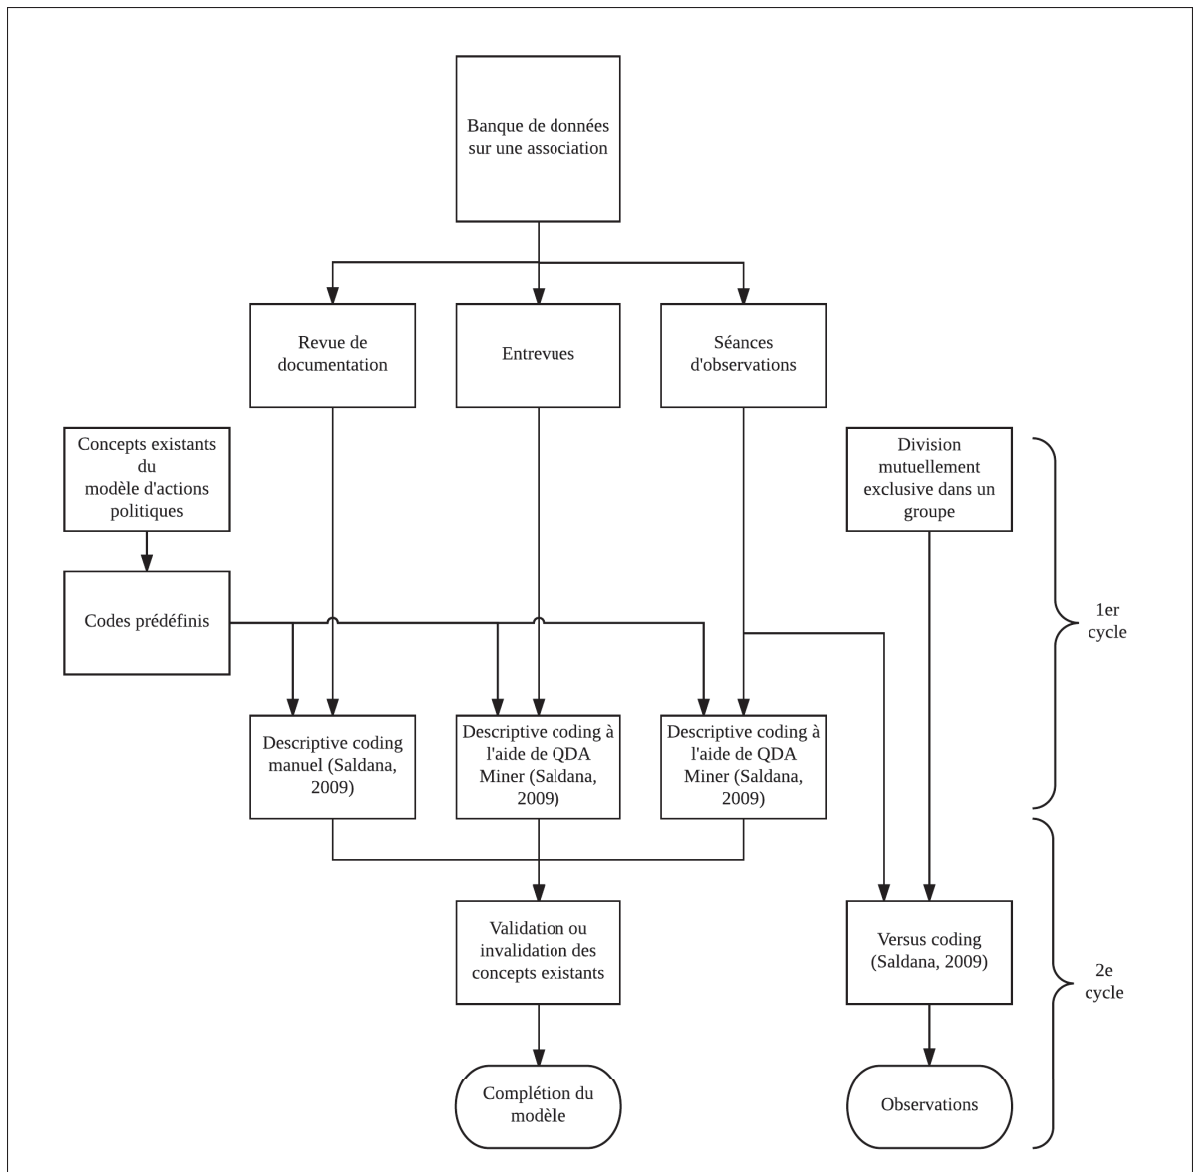 Banque de données
sur une association
Revue de
documentation
Entrevues
Séances
d'observations
Concepts existants
du
modèle d'actions
politiques
Division
mutuellement
exclusive dans un
groupe
Codes prédéfinis
1er
cycle
Descriptive coding
manuel (Saldana,
2009)
Descriptive coding à
l'aide de QDA
Miner (Saldana,
2009)
Descriptive coding à
l'aide de QDA
Miner (Saldana,
2009)
Validation ou
invalidation des
concepts existants
Versus coding
(Saldana, 2009)
2e
cycle
Complétion du
modèle
Observations